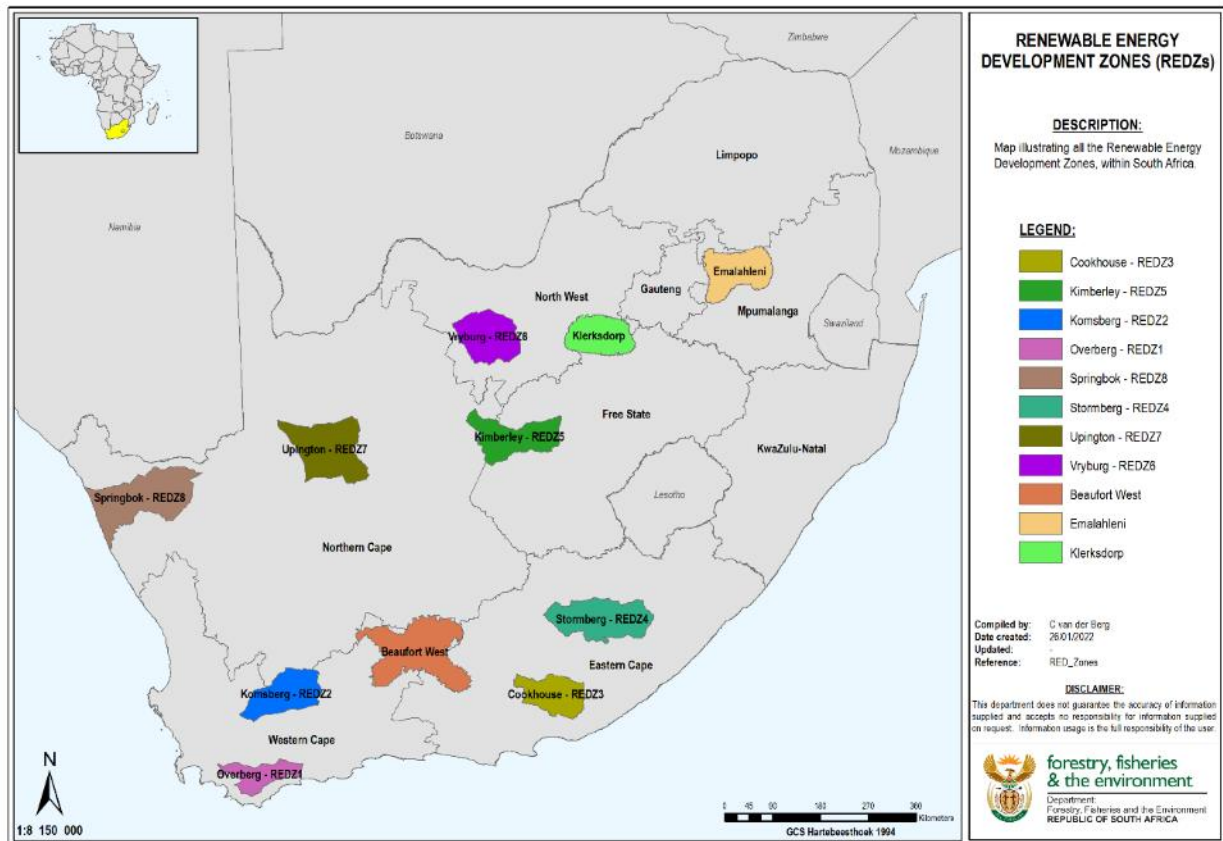 Zimbabwe
Botswana
Mozambique
Limpopo
Namibia
Emalahleni
Gauteng
North West
Mpumalanga
Swaziland
Vryburg - REDZ6
Klerksdorp
Free State
Kimberley - REDZ5
Upington - REDZ7
KwaZulu-Natal
Springbok - REDZ8
Lesotho
Northern Cape
Stormberg - REDZ4
Beaufort West
Eastern Cape
Komsberg - REDZ2
Cookhouse - REDZ3
Western Cape
Overberg - REDZ1
N
1:8 150 000
0 45 90 180 270 360
Kilometers
GCS Hartebeesthoek 1994
RENEWABLE ENERGY
DEVELOPMENT ZONES (REDZs)
DESCRIPTION:
Map illustrating all the Renewable Energy
Development Zones, within South Africa.
LEGEND:
Cookhouse - REDZ3
Kimberley - REDZ5
Komsberg - REDZ2
Overberg - REDZ1
Springbok - REDZ8
Stormberg - REDZ4
Upington - REDZ7
Vryburg - REDZ6
Beaufort West
Emalahleni
Klerksdorp
Compiled by: C van der Berg
Date created: 26/01/2022
Updated: -
Reference: RED_Zones
DISCLAIMER:
This department does not guarantee the accuracy of information
supplied and accepts no responsibility for information supplied
on request. Information usage is the full responsibility of the user.
forestry, fisheries
& the environment
Department:
Forestry, Fisheries and the Environment
REPUBLIC OF SOUTH AFRICA